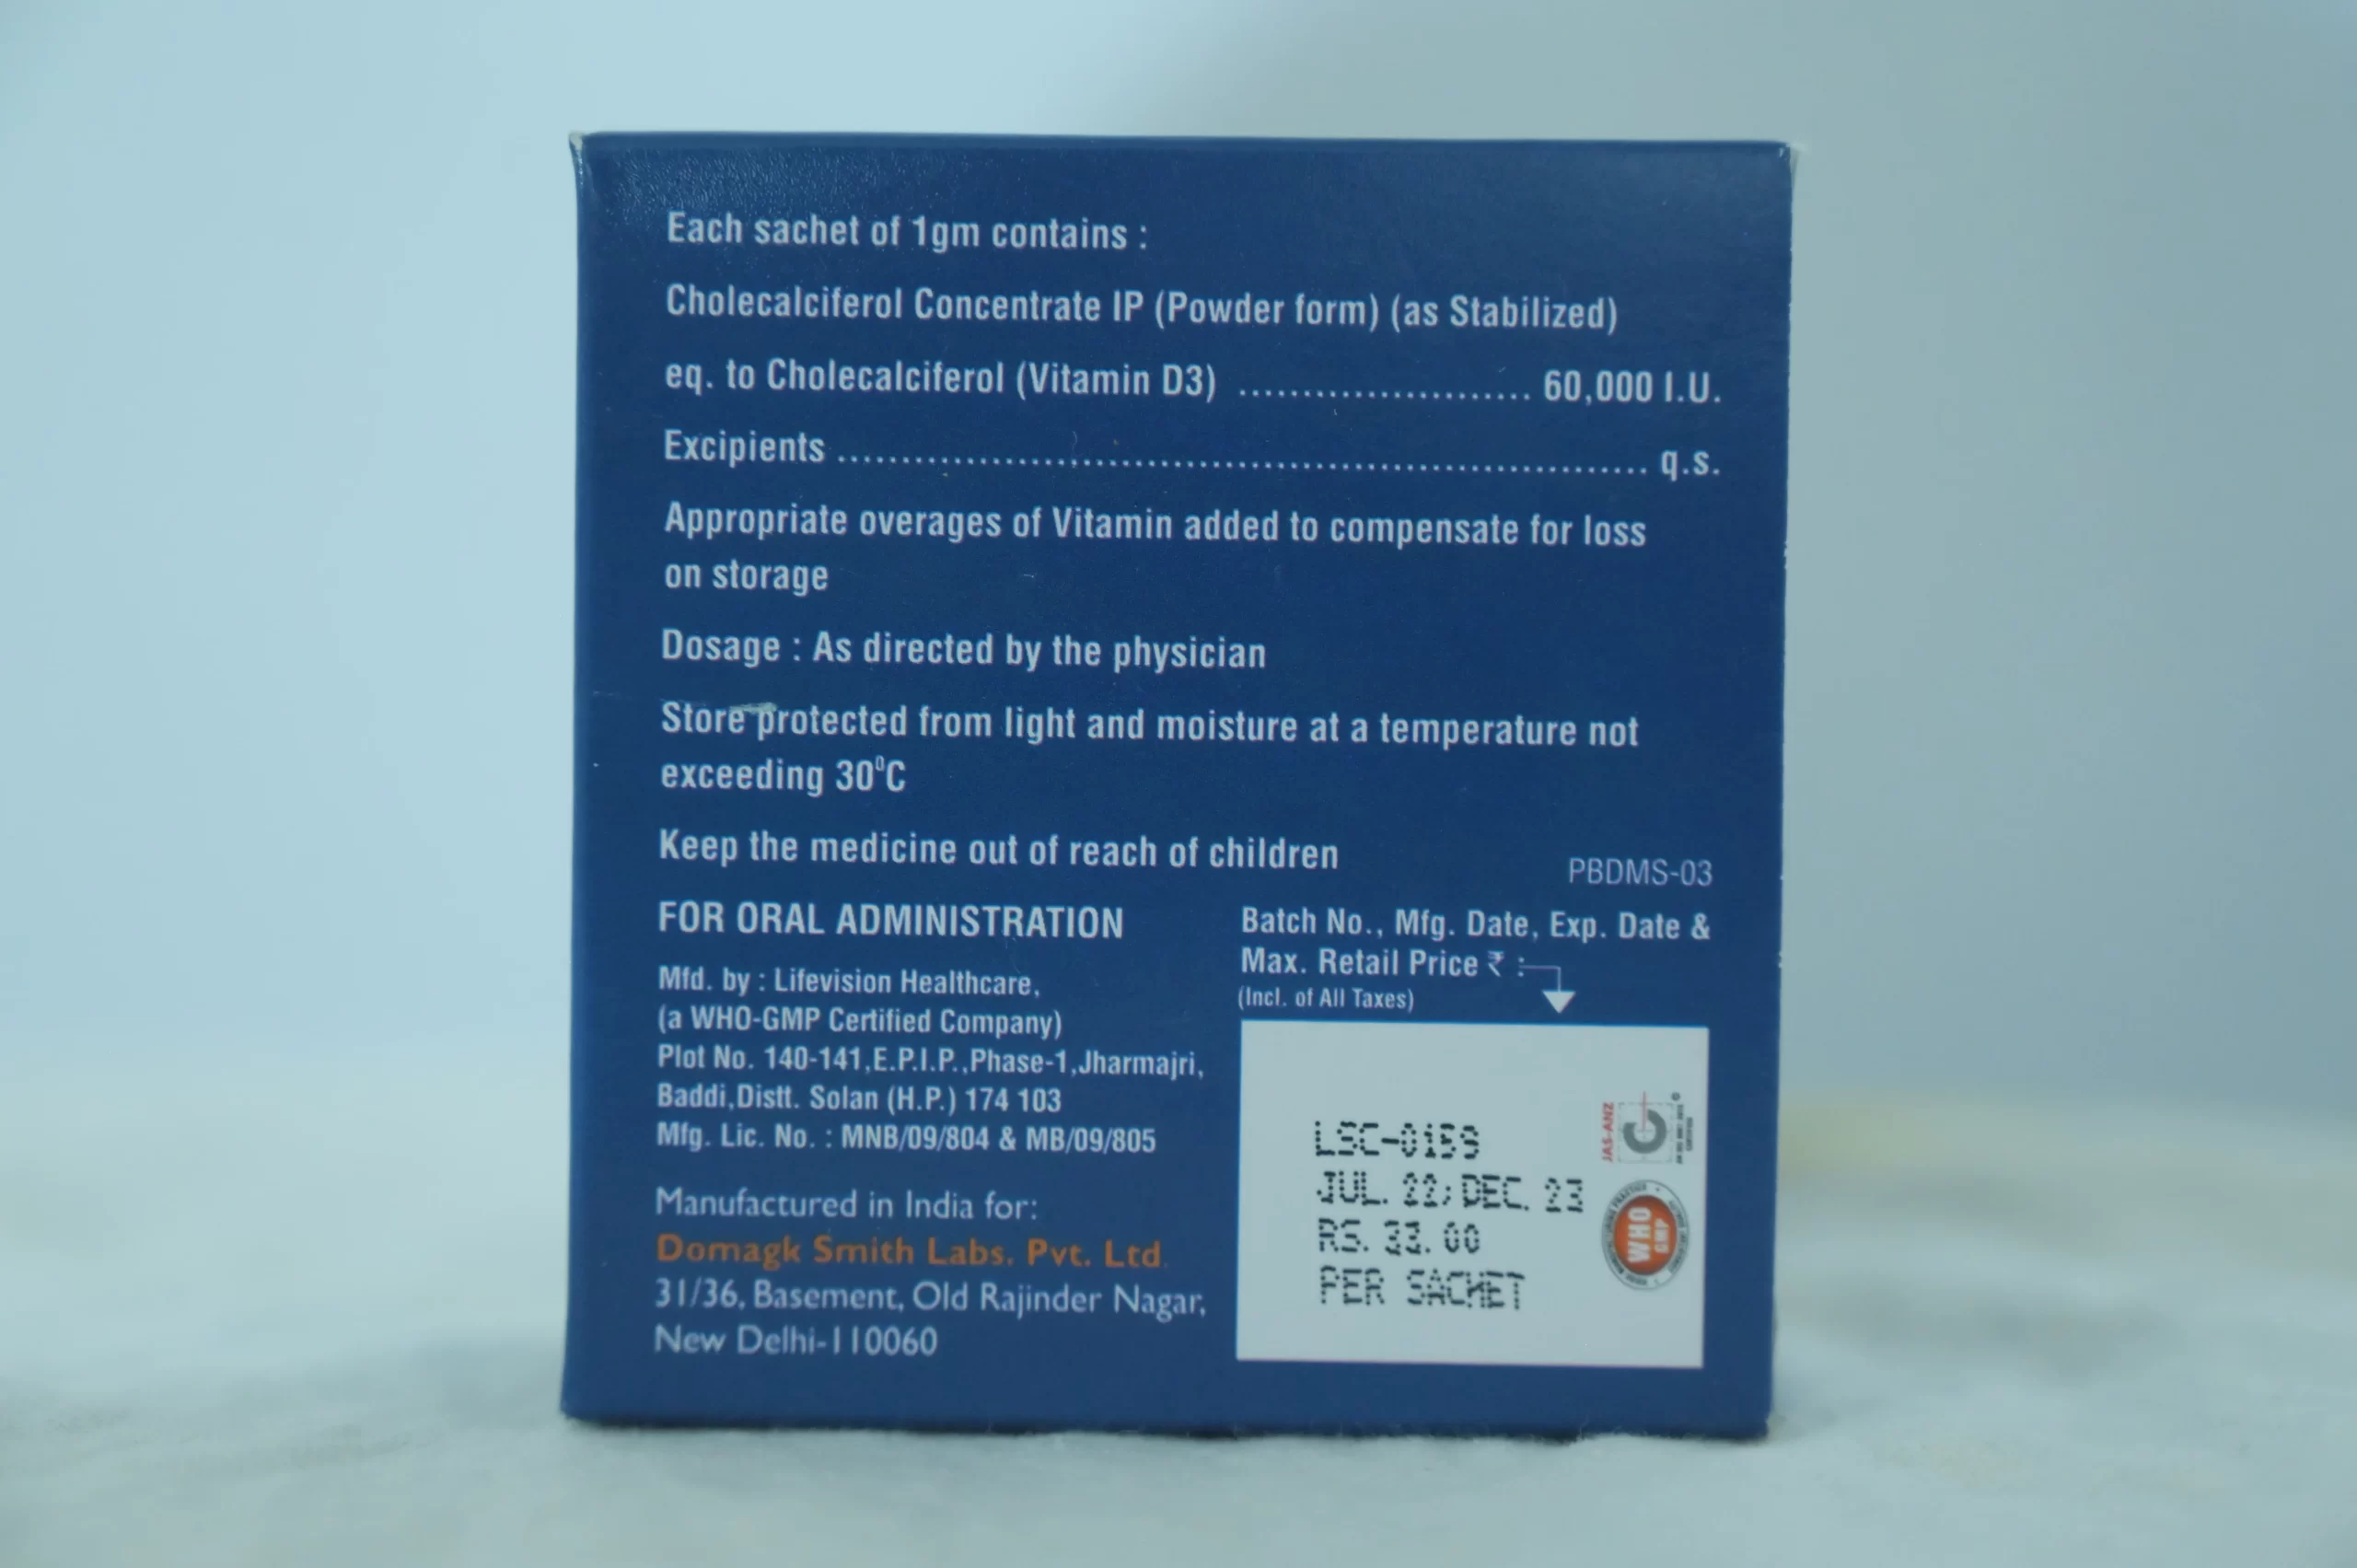 Each sachet of 1gm contains :
Cholecalciferol Concentrate IP (Powder form) (as Stabilized)
eq. to Cholecalciferol (Vitamin D3) ....................... 60,000 I.U.
Excipients ................................................................ q.s.
Appropriate overages of Vitamin added to compensate for loss
on storage
Dosage : As directed by the physician
Store protected from light and moisture at a temperature not
exceeding 30⁰C
Keep the medicine out of reach of children
PBDMS-03
FOR ORAL ADMINISTRATION
Mfd. by : Lifevision Healthcare,
(a WHO-GMP Certified Company)
Plot No. 140-141,E.P.I.P.,Phase-1,Jharmajri,
Baddi,Distt. Solan (H.P.) 174 103
Mfg. Lic. No. : MNB/09/804 & MB/09/805
Manufactured in India for:
Domagk Smith Labs. Pvt. Ltd.
31/36, Basement, Old Rajinder Nagar,
New Delhi-110060
Batch No., Mfg. Date, Exp. Date &
Max. Retail Price ₹ :
(Incl. of All Taxes)
LSC-0159
JUL. 22; DEC. 23
RS. 33.00
PER SACHET
JAS-ANZ
WHO
GMP